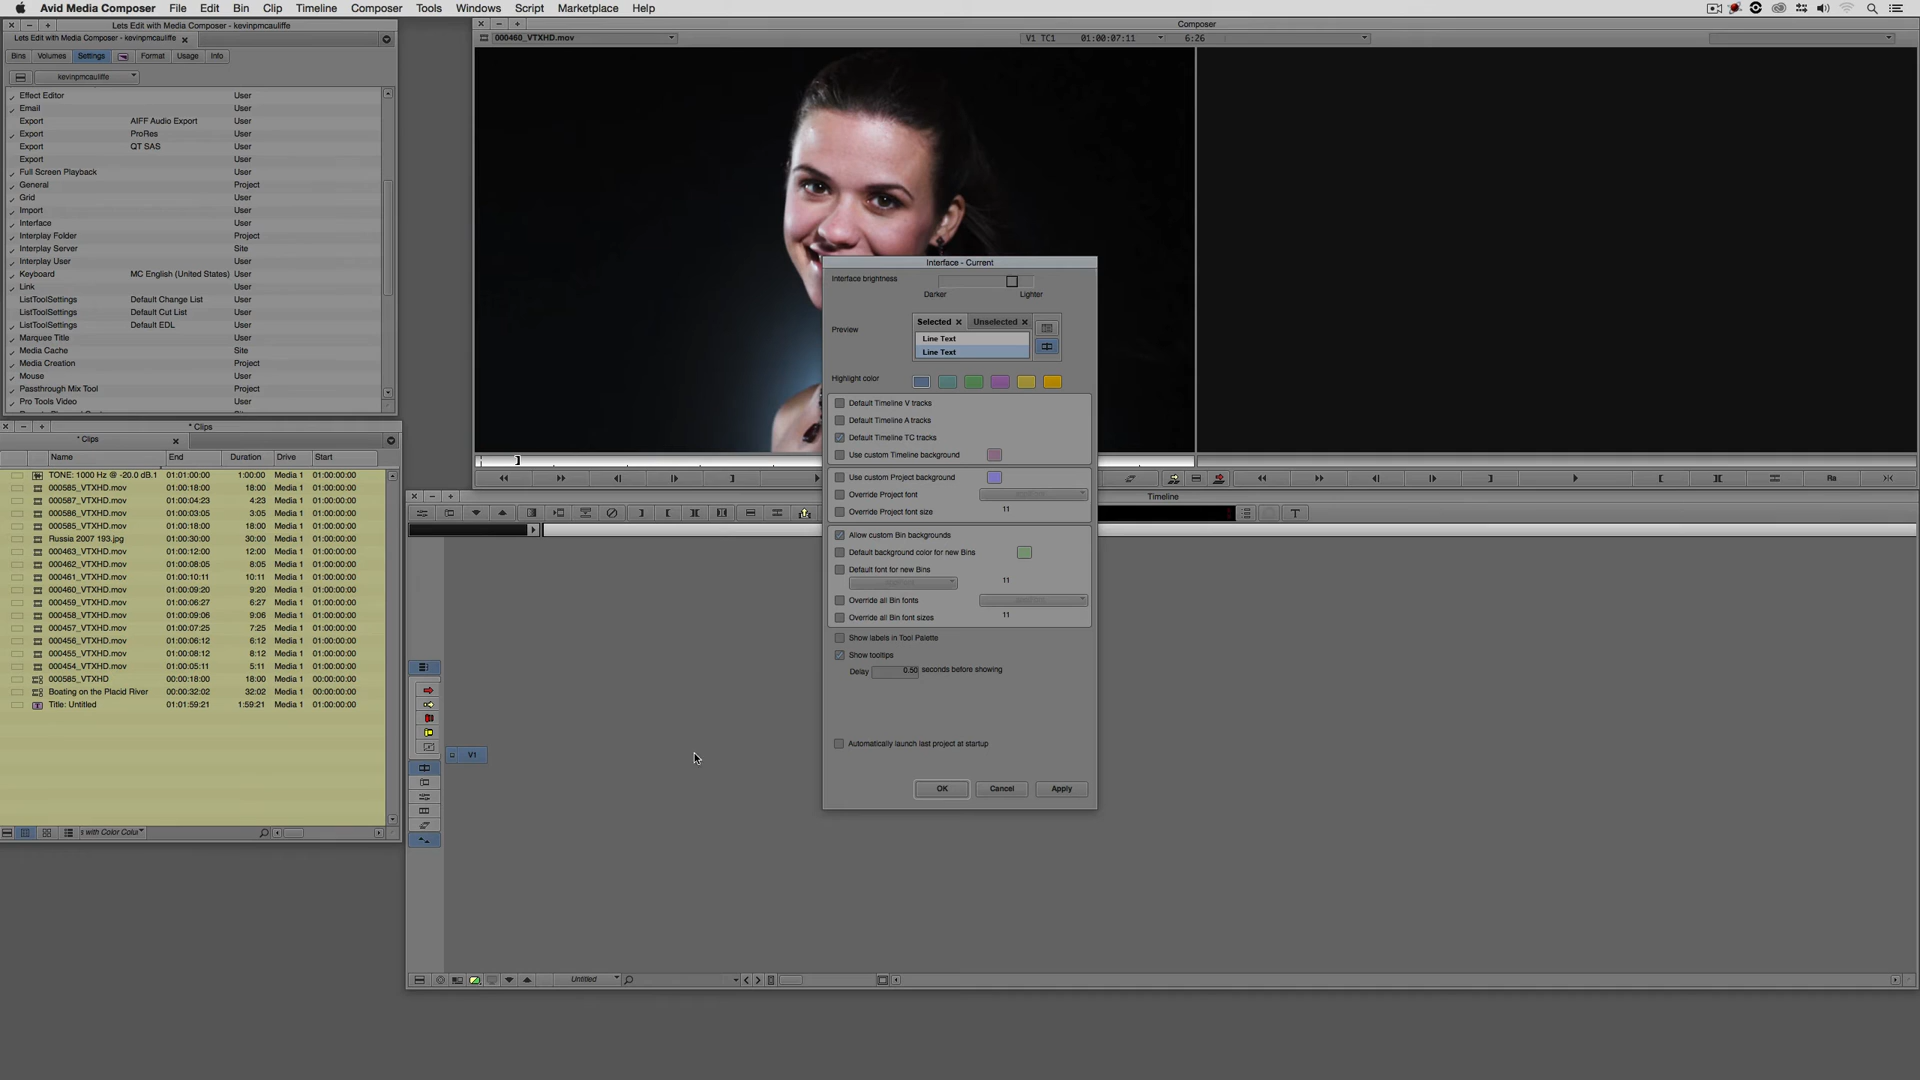 Avid Media Composer File Edit Bin Clip Timeline Composer Tools Windows Script Marketplace Help
Lets Edit with Media Composer - kevinpmcauliffe
Lets Edit with Media Composer - kevinpmcauliffe
Bins Volumes Settings Format Usage Info
kevinpmcauliffe
Effect Editor User
Email User
Export AIFF Audio Export User
Export ProRes User
Export QT SAS User
Export User
Full Screen Playback User
General Project
Grid User
Import User
Interface User
Interplay Folder Project
Interplay Server Site
Interplay User User
Keyboard MC English (United States) User
Link User
ListToolSettings Default Change List User
ListToolSettings Default Cut List User
ListToolSettings Default EDL User
Marquee Title User
Media Cache Site
Media Creation Project
Mouse User
Passthrough Mix Tool Project
Pro Tools Video User
* Clips
* Clips
Name End Duration Drive Start
TONE: 1000 Hz @ -20.0 dB.1 01:01:00:00 1:00:00 Media 1 01:00:00:00
000585_VTXHD.mov 01:00:18:00 18:00 Media 1 01:00:00:00
000587_VTXHD.mov 01:00:04:23 4:23 Media 1 01:00:00:00
000586_VTXHD.mov 01:00:03:05 3:05 Media 1 01:00:00:00
000585_VTXHD.mov 01:00:18:00 18:00 Media 1 01:00:00:00
Russia 2007 193.jpg 01:00:30:00 30:00 Media 1 01:00:00:00
000463_VTXHD.mov 01:00:12:00 12:00 Media 1 01:00:00:00
000462_VTXHD.mov 01:00:08:05 8:05 Media 1 01:00:00:00
000461_VTXHD.mov 01:00:10:11 10:11 Media 1 01:00:00:00
000460_VTXHD.mov 01:00:09:20 9:20 Media 1 01:00:00:00
000459_VTXHD.mov 01:00:06:27 6:27 Media 1 01:00:00:00
000458_VTXHD.mov 01:00:09:06 9:06 Media 1 01:00:00:00
000457_VTXHD.mov 01:00:07:25 7:25 Media 1 01:00:00:00
000456_VTXHD.mov 01:00:06:12 6:12 Media 1 01:00:00:00
000455_VTXHD.mov 01:00:08:12 8:12 Media 1 01:00:00:00
000454_VTXHD.mov 01:00:05:11 5:11 Media 1 01:00:00:00
000585_VTXHD 00:00:18:00 18:00 Media 1 00:00:00:00
Boating on the Placid River 00:00:32:02 32:02 Media 1 00:00:00:00
Title: Untitled 01:01:59:21 1:59:21 Media 1 01:00:00:00
s with Color Colu
Composer
000460_VTXHD.mov V1 TC1 01:00:07:11 6:26
Ra
Timeline
T
V1
Untitled
Interface - Current
Interface brightness
Darker Lighter
Preview
Selected Unselected
Line Text
Line Text
Highlight color
Default Timeline V tracks
Default Timeline A tracks
Default Timeline TC tracks
Use custom Timeline background
Use custom Project background
Override Project font
Override Project font size 11
Allow custom Bin backgrounds
Default background color for new Bins
Default font for new Bins
11
Override all Bin fonts
Override all Bin font sizes 11
Show labels in Tool Palette
Show tooltips
Delay 0.50 seconds before showing
Automatically launch last project at startup
OK Cancel Apply